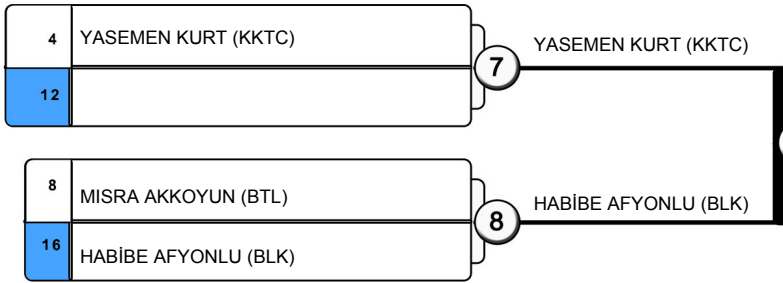 4 YASEMEN KURT (KKTC)
7 YASEMEN KURT (KKTC)
12
8 MISRA AKKOYUN (BTL)
8 HABİBE AFYONLU (BLK)
16 HABİBE AFYONLU (BLK)